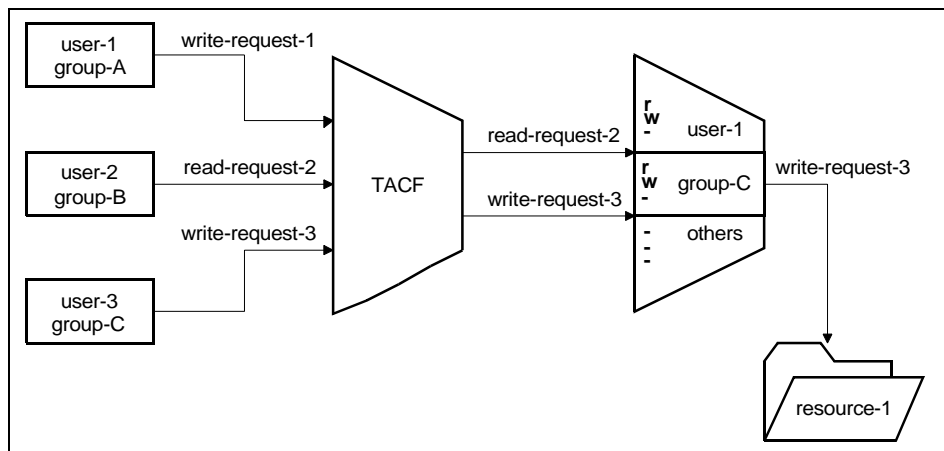 user-1
group-A
write-request-1
user-2
group-B
read-request-2
user-3
group-C
write-request-3
TACF
read-request-2
write-request-3
r
w
-
user-1
r
w
-
group-C
-
-
-
others
write-request-3
resource-1